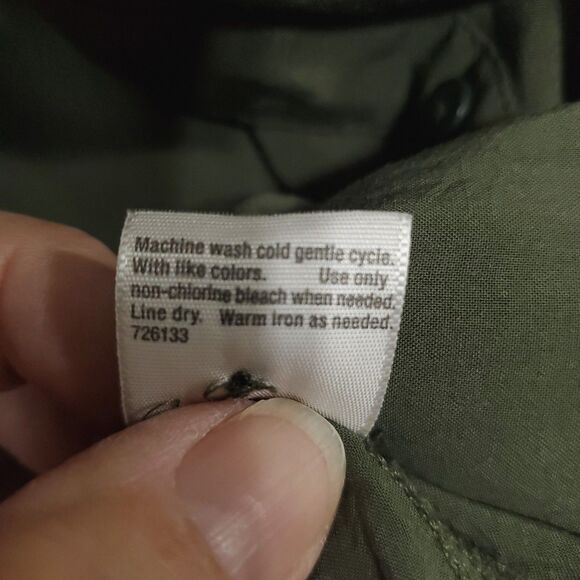 Machine wash cold gentle cycle.
With like colors. Use only
non-chlorine bleach when needed.
Line dry. Warm iron as needed.
726133